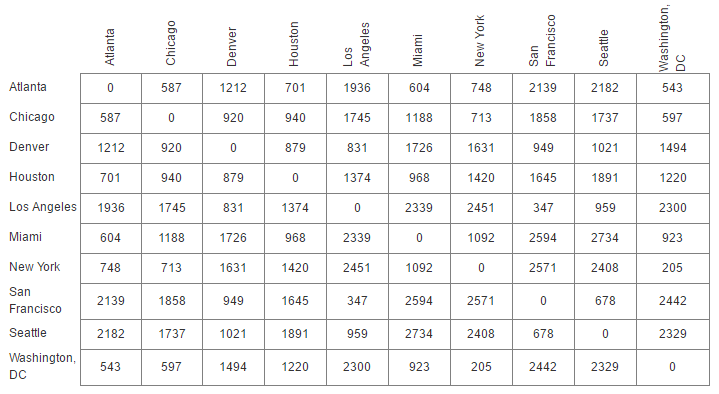 Atlanta Chicago Denver Houston Los Angeles Miami New York San Francisco Seattle Washington, DC
Atlanta 0 587 1212 701 1936 604 748 2139 2182 543
Chicago 587 0 920 940 1745 1188 713 1858 1737 597
Denver 1212 920 0 879 831 1726 1631 949 1021 1494
Houston 701 940 879 0 1374 968 1420 1645 1891 1220
Los Angeles 1936 1745 831 1374 0 2339 2451 347 959 2300
Miami 604 1188 1726 968 2339 0 1092 2594 2734 923
New York 748 713 1631 1420 2451 1092 0 2571 2408 205
San Francisco 2139 1858 949 1645 347 2594 2571 0 678 2442
Seattle 2182 1737 1021 1891 959 2734 2408 678 0 2329
Washington, DC 543 597 1494 1220 2300 923 205 2442 2329 0